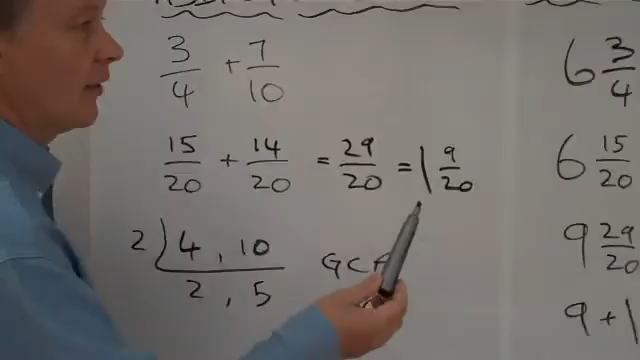 3/4 + 7/10
15/20 + 14/20 = 29/20 = 1 9/20
2 ) 4 , 10
2 , 5
GCF
6 3/4
6 15/20
9 29/20
9 + 1